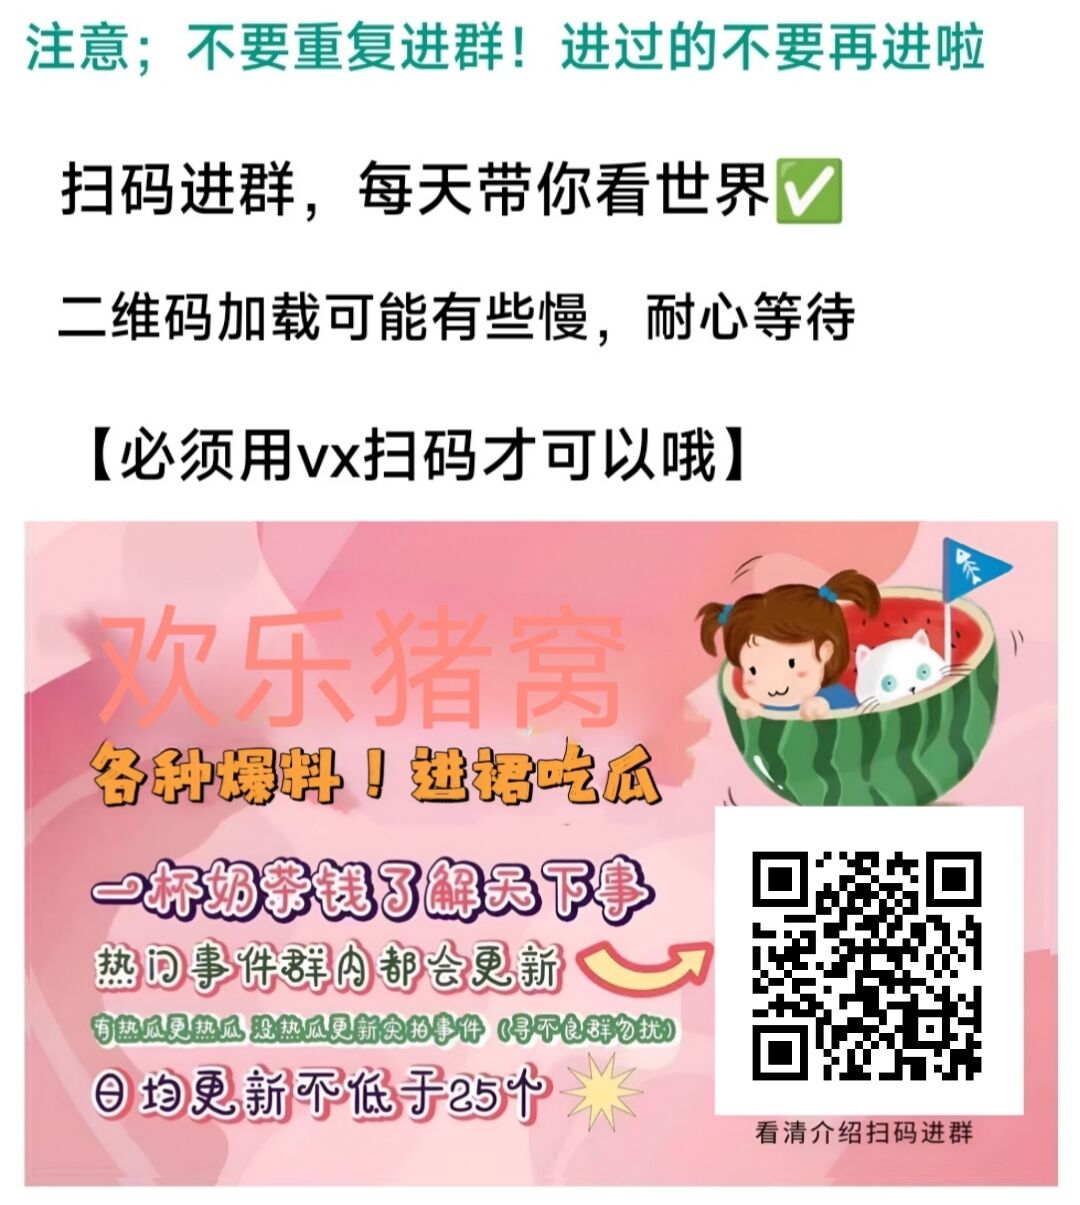 注意；不要重复进群！进过的不要再进啦
扫码进群，每天带你看世界✅
二维码加载可能有些慢，耐心等待
【必须用vx扫码才可以哦】
欢乐猪窝
各种爆料！进裙吃瓜
一杯奶茶钱了解天下事
热门事件群内都会更新
有热瓜更热瓜 没热瓜更新实拍事件（寻不良群勿扰）
日均更新不低于25个
看清介绍扫码进群